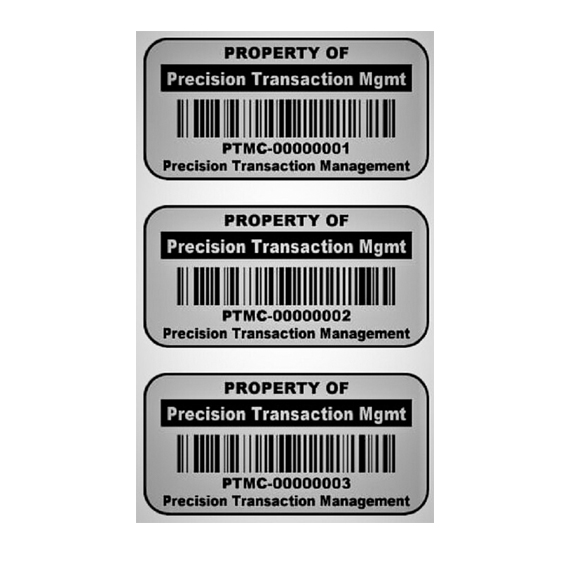 PROPERTY OF
Precision Transaction Mgmt
PTMC-00000001
Precision Transaction Management
PROPERTY OF
Precision Transaction Mgmt
PTMC-00000002
Precision Transaction Management
PROPERTY OF
Precision Transaction Mgmt
PTMC-00000003
Precision Transaction Management